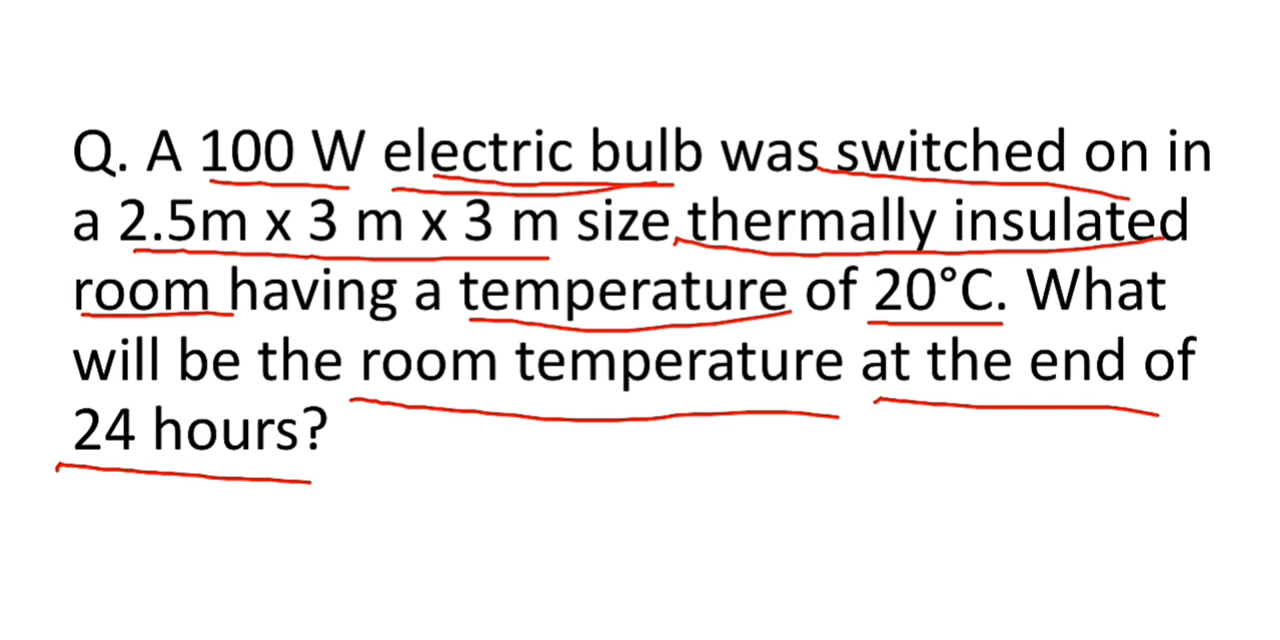 Q. A 100 W electric bulb was switched on in
a 2.5m x 3 m x 3 m size thermally insulated
room having a temperature of 20°C. What
will be the room temperature at the end of
24 hours?